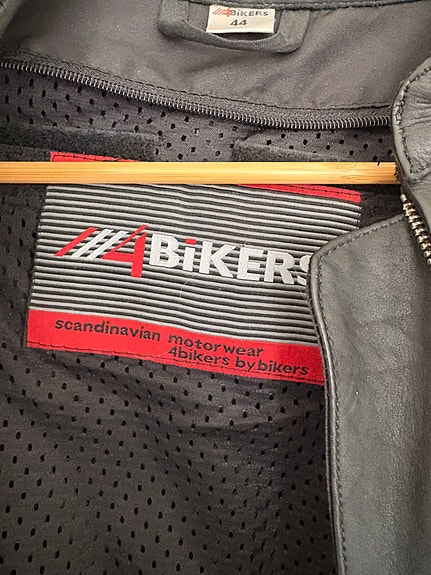 4BiKERS
44
4BiKERS
scandinavian motorwear
4bikers by bikers